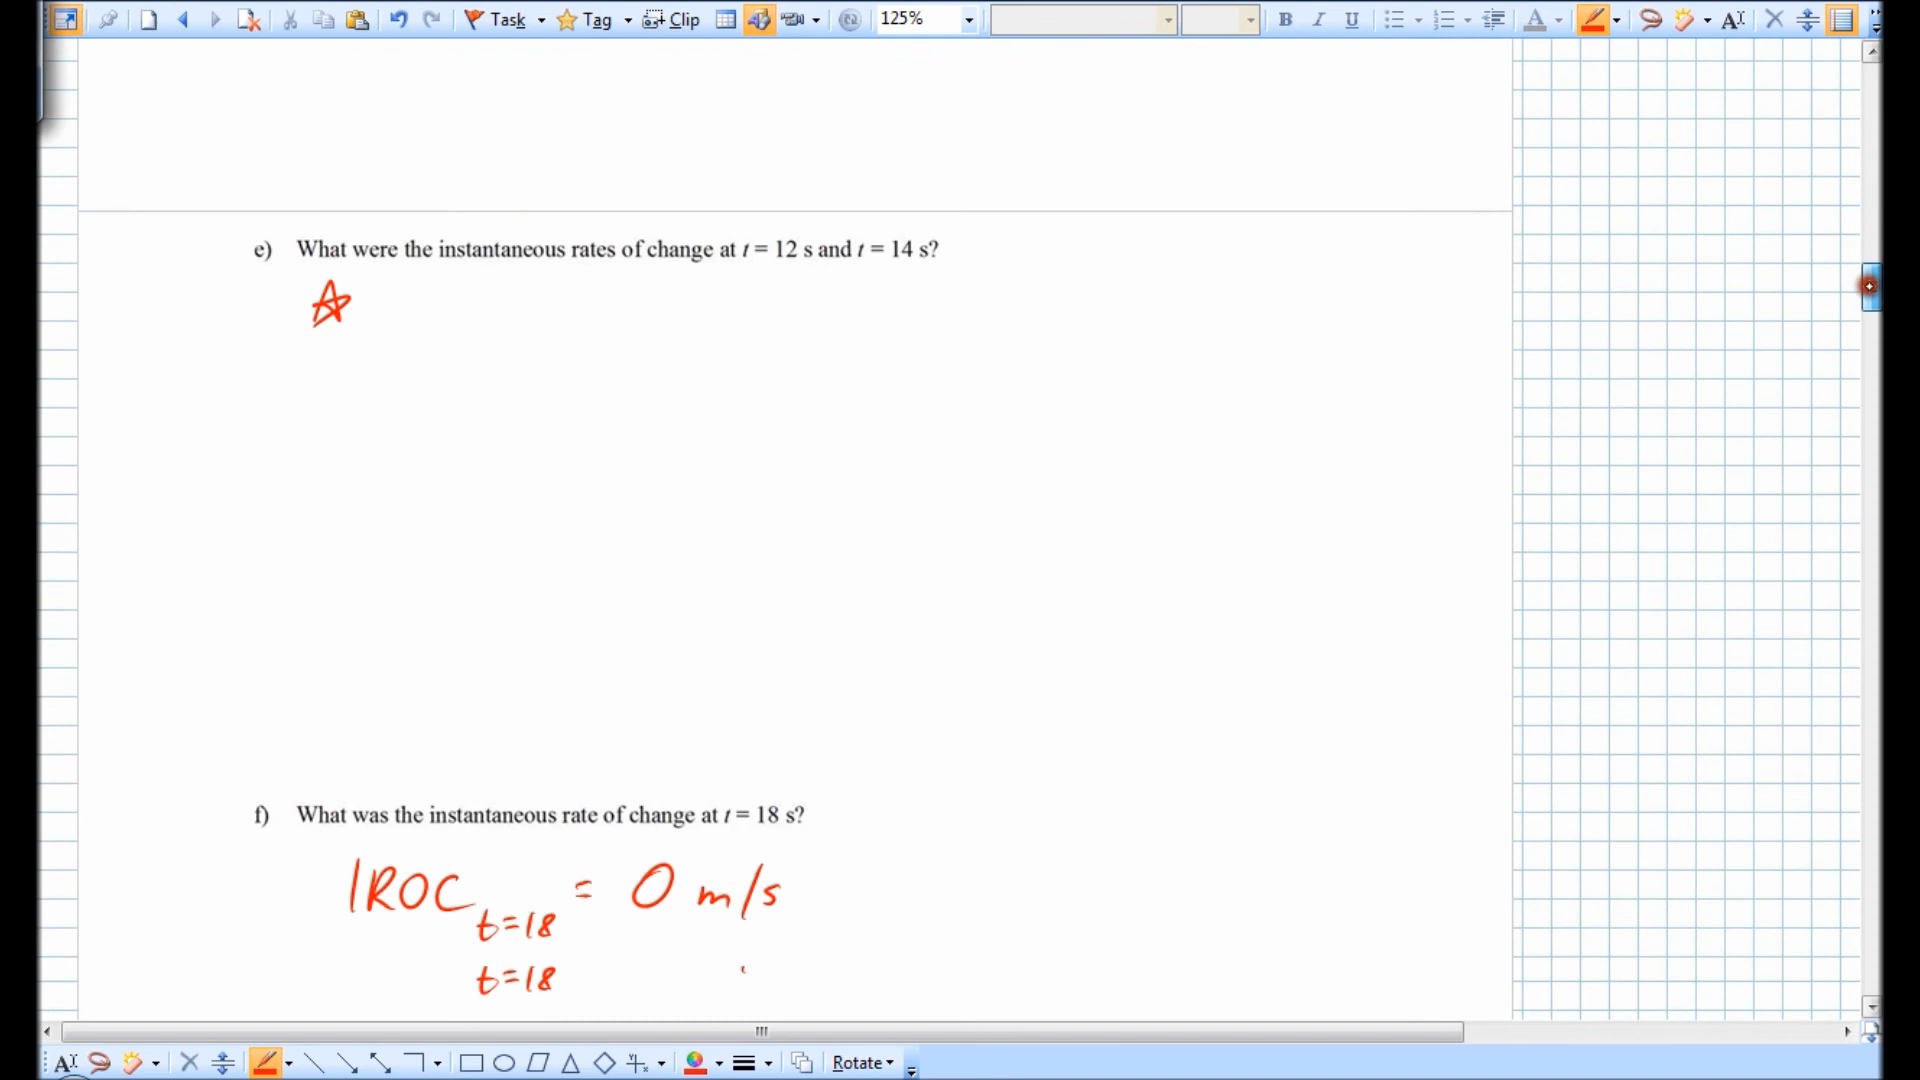 Task Tag Clip 125% B I U A A
e) What were the instantaneous rates of change at t = 12 s and t = 14 s?
f) What was the instantaneous rate of change at t = 18 s?
IROC t=18 = 0 m/s
t=18
A Rotate